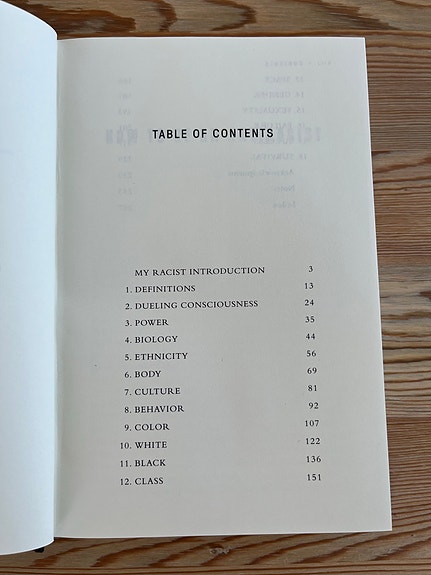 TABLE OF CONTENTS
MY RACIST INTRODUCTION 3
1. DEFINITIONS 13
2. DUELING CONSCIOUSNESS 24
3. POWER 35
4. BIOLOGY 44
5. ETHNICITY 56
6. BODY 69
7. CULTURE 81
8. BEHAVIOR 92
9. COLOR 107
10. WHITE 122
11. BLACK 136
12. CLASS 151